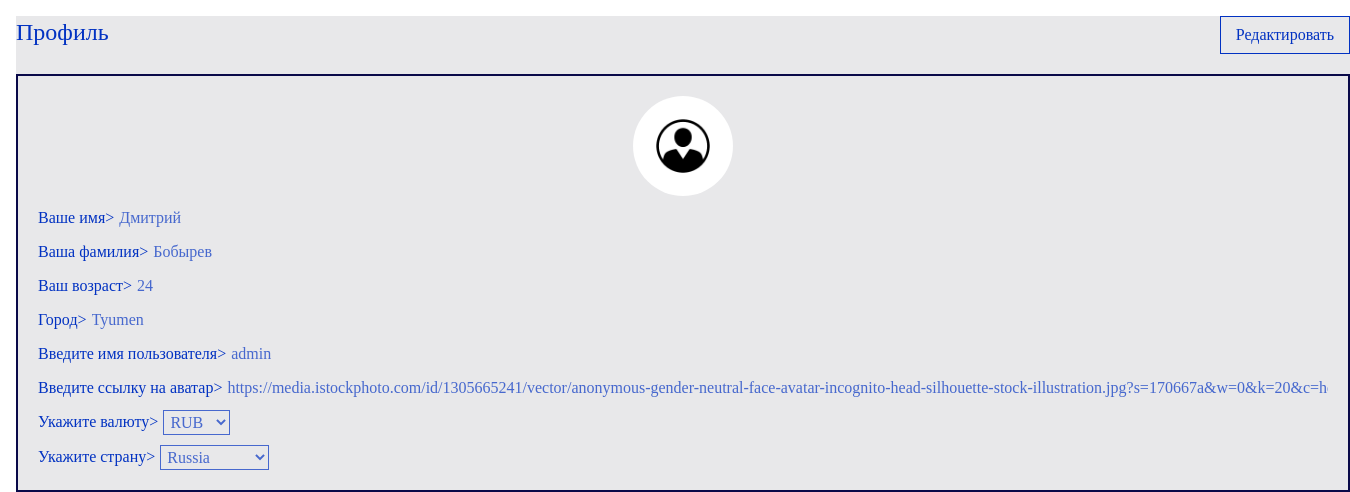 Профиль
Редактировать
Ваше имя> Дмитрий
Ваша фамилия> Бобырев
Ваш возраст> 24
Город> Tyumen
Введите имя пользователя> admin
Введите ссылку на аватар> https://media.istockphoto.com/id/1305665241/vector/anonymous-gender-neutral-face-avatar-incognito-head-silhouette-stock-illustration.jpg?s=170667a&w=0&k=20&c=h
Укажите валюту> RUB
Укажите страну> Russia